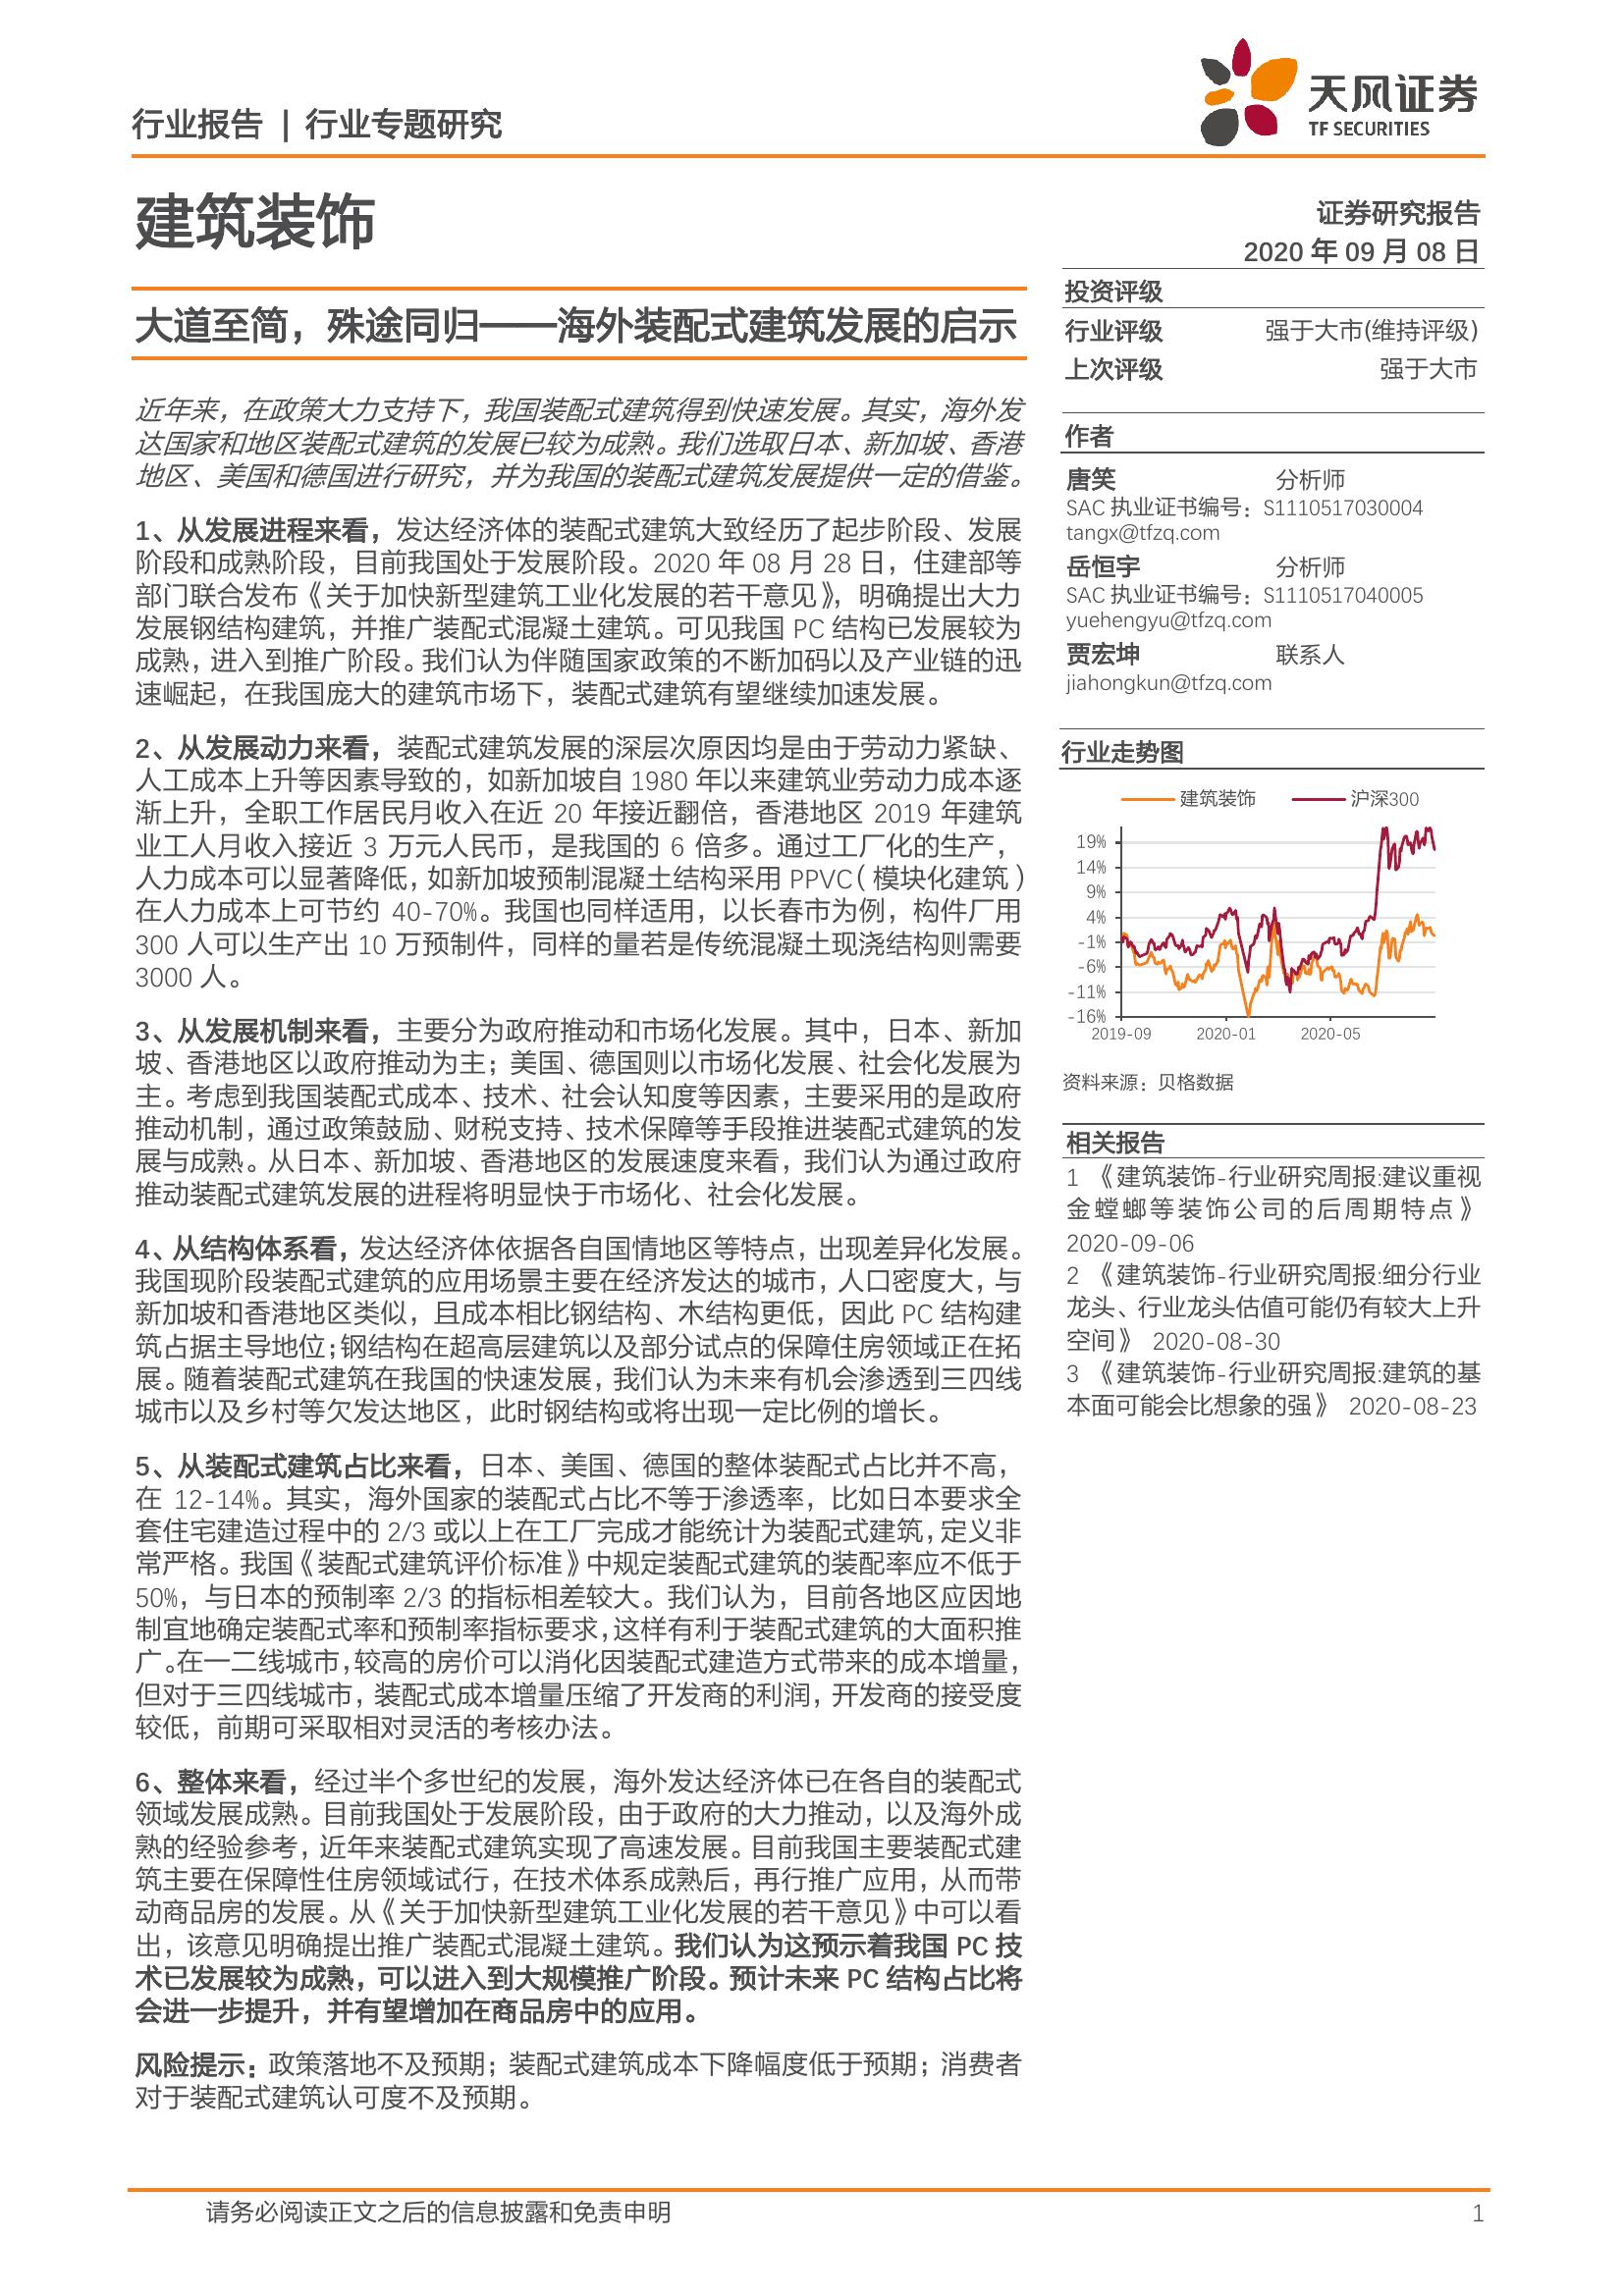 行业报告 | 行业专题研究
天风证券
TF SECURITIES
建筑装饰
证券研究报告
2020 年 09 月 08 日
大道至简，殊途同归——海外装配式建筑发展的启示
近年来，在政策大力支持下，我国装配式建筑得到快速发展。其实，海外发
达国家和地区装配式建筑的发展已较为成熟。我们选取日本、新加坡、香港
地区、美国和德国进行研究，并为我国的装配式建筑发展提供一定的借鉴。
1、从发展进程来看，发达经济体的装配式建筑大致经历了起步阶段、发展
阶段和成熟阶段，目前我国处于发展阶段。2020 年 08 月 28 日，住建部等
部门联合发布《关于加快新型建筑工业化发展的若干意见》，明确提出大力
发展钢结构建筑，并推广装配式混凝土建筑。可见我国 PC 结构已发展较为
成熟，进入到推广阶段。我们认为伴随国家政策的不断加码以及产业链的迅
速崛起，在我国庞大的建筑市场下，装配式建筑有望继续加速发展。
2、从发展动力来看，装配式建筑发展的深层次原因均是由于劳动力紧缺、
人工成本上升等因素导致的，如新加坡自 1980 年以来建筑业劳动力成本逐
渐上升，全职工作居民月收入在近 20 年接近翻倍，香港地区 2019 年建筑
业工人月收入接近 3 万元人民币，是我国的 6 倍多。通过工厂化的生产，
人力成本可以显著降低，如新加坡预制混凝土结构采用 PPVC（模块化建筑）
在人力成本上可节约 40-70%。我国也同样适用，以长春市为例，构件厂用
300 人可以生产出 10 万预制件，同样的量若是传统混凝土现浇结构则需要
3000 人。
3、从发展机制来看，主要分为政府推动和市场化发展。其中，日本、新加
坡、香港地区以政府推动为主；美国、德国则以市场化发展、社会化发展为
主。考虑到我国装配式成本、技术、社会认知度等因素，主要采用的是政府
推动机制，通过政策鼓励、财税支持、技术保障等手段推进装配式建筑的发
展与成熟。从日本、新加坡、香港地区的发展速度来看，我们认为通过政府
推动装配式建筑发展的进程将明显快于市场化、社会化发展。
4、从结构体系看，发达经济体依据各自国情地区等特点，出现差异化发展。
我国现阶段装配式建筑的应用场景主要在经济发达的城市，人口密度大，与
新加坡和香港地区类似，且成本相比钢结构、木结构更低，因此 PC 结构建
筑占据主导地位；钢结构在超高层建筑以及部分试点的保障住房领域正在拓
展。随着装配式建筑在我国的快速发展，我们认为未来有机会渗透到三四线
城市以及乡村等欠发达地区，此时钢结构或将出现一定比例的增长。
5、从装配式建筑占比来看，日本、美国、德国的整体装配式占比并不高，
在 12-14%。其实，海外国家的装配式占比不等于渗透率，比如日本要求全
套住宅建造过程中的 2/3 或以上在工厂完成才能统计为装配式建筑，定义非
常严格。我国《装配式建筑评价标准》中规定装配式建筑的装配率应不低于
50%，与日本的预制率 2/3 的指标相差较大。我们认为，目前各地区应因地
制宜地确定装配式率和预制率指标要求，这样有利于装配式建筑的大面积推
广。在一二线城市，较高的房价可以消化因装配式建造方式带来的成本增量，
但对于三四线城市，装配式成本增量压缩了开发商的利润，开发商的接受度
较低，前期可采取相对灵活的考核办法。
6、整体来看，经过半个多世纪的发展，海外发达经济体已在各自的装配式
领域发展成熟。目前我国处于发展阶段，由于政府的大力推动，以及海外成
熟的经验参考，近年来装配式建筑实现了高速发展。目前我国主要装配式建
筑主要在保障性住房领域试行，在技术体系成熟后，再行推广应用，从而带
动商品房的发展。从《关于加快新型建筑工业化发展的若干意见》中可以看
出，该意见明确提出推广装配式混凝土建筑。我们认为这预示着我国 PC 技
术已发展较为成熟，可以进入到大规模推广阶段。预计未来 PC 结构占比将
会进一步提升，并有望增加在商品房中的应用。
风险提示：政策落地不及预期；装配式建筑成本下降幅度低于预期；消费者
对于装配式建筑认可度不及预期。
投资评级
行业评级 强于大市(维持评级)
上次评级 强于大市
作者
唐笑 分析师
SAC 执业证书编号：S1110517030004
tangx@tfzq.com
岳恒宇 分析师
SAC 执业证书编号：S1110517040005
yuehengyu@tfzq.com
贾宏坤 联系人
jiahongkun@tfzq.com
行业走势图
建筑装饰 沪深300
19%
14%
9%
4%
-1%
-6%
-11%
-16%
2019-09 2020-01 2020-05
资料来源：贝格数据
相关报告
1 《建筑装饰-行业研究周报:建议重视
金螳螂等装饰公司的后周期特点》
2020-09-06
2 《建筑装饰-行业研究周报:细分行业
龙头、行业龙头估值可能仍有较大上升
空间》 2020-08-30
3 《建筑装饰-行业研究周报:建筑的基
本面可能会比想象的强》 2020-08-23
请务必阅读正文之后的信息披露和免责申明 1